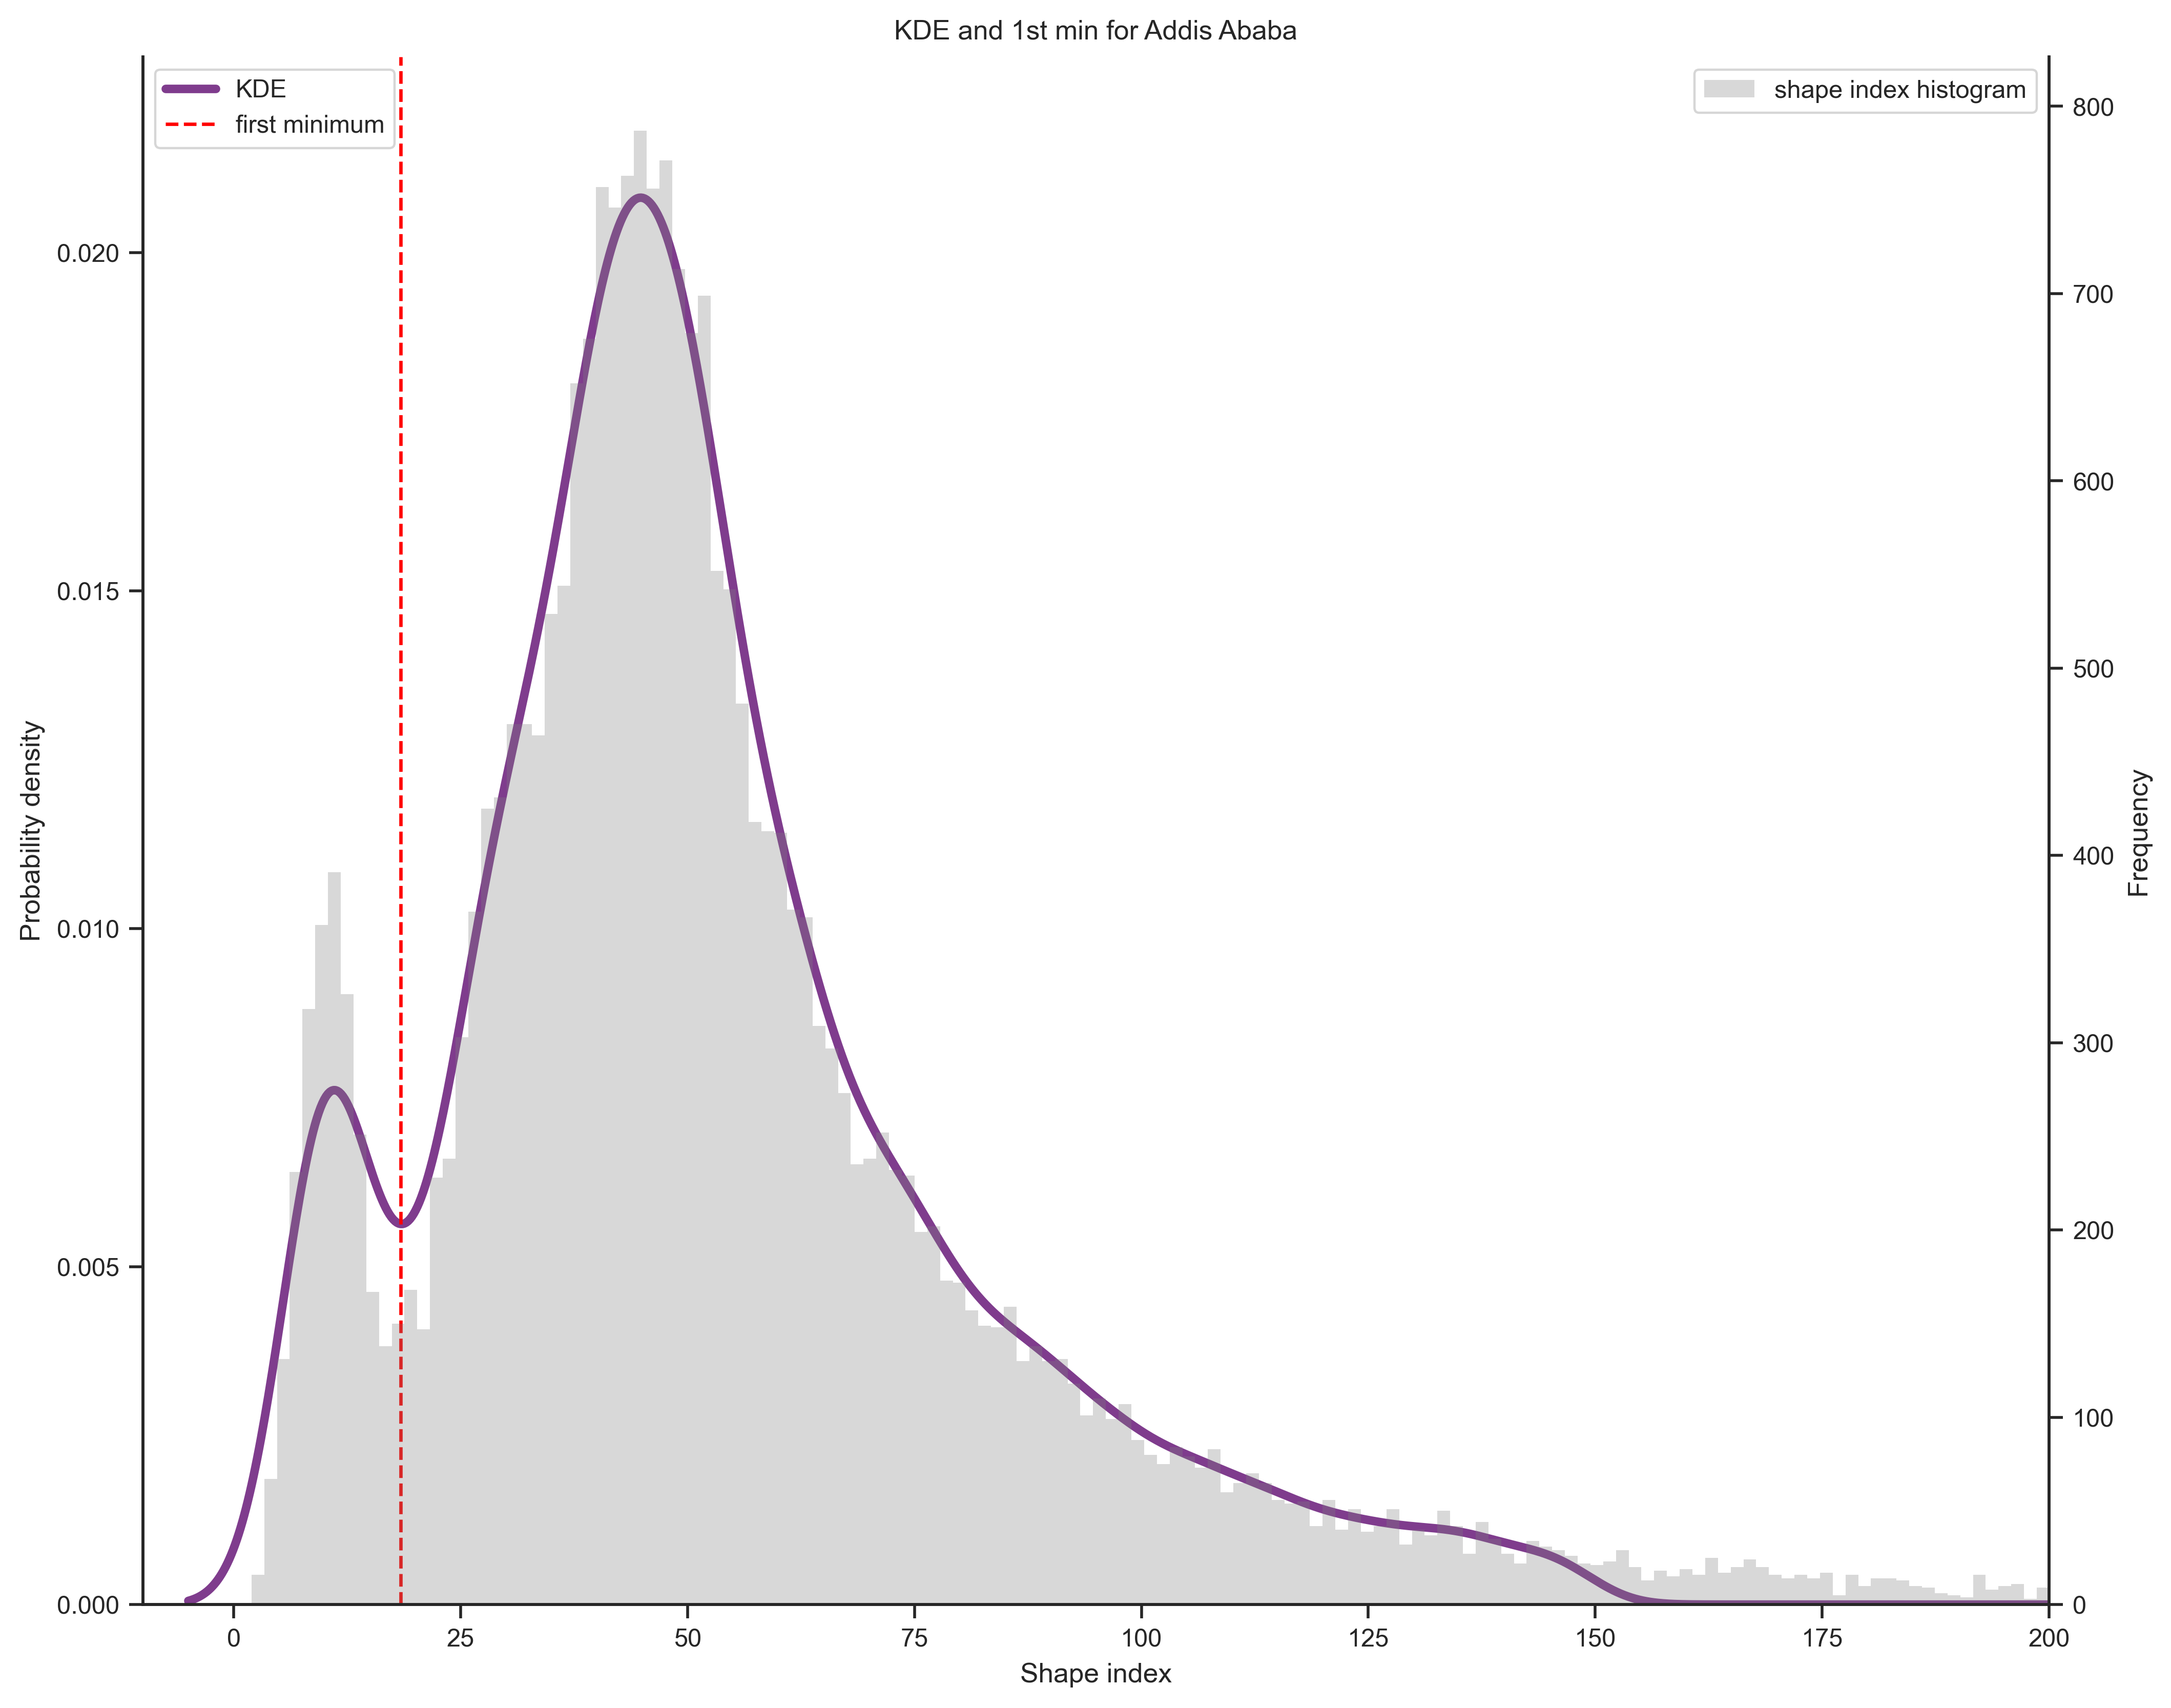 KDE and 1st min for Addis Ababa
KDE
first minimum
shape index histogram
Probability density
0.020
0.015
0.010
0.005
0.000
800
700
600
500
400
300
200
100
0
Frequency
0 25 50 75 100 125 150 175 200
Shape index